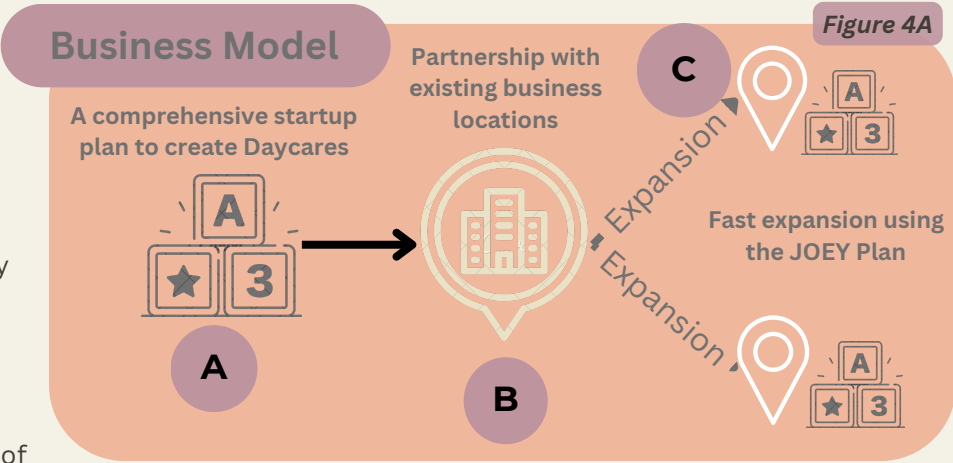 Business Model
Figure 4A
A comprehensive startup
plan to create Daycares
A
3
A
Partnership with
existing business
locations
B
Expansion
Expansion
C
A
3
Fast expansion using
the JOEY Plan
A
3
y
of